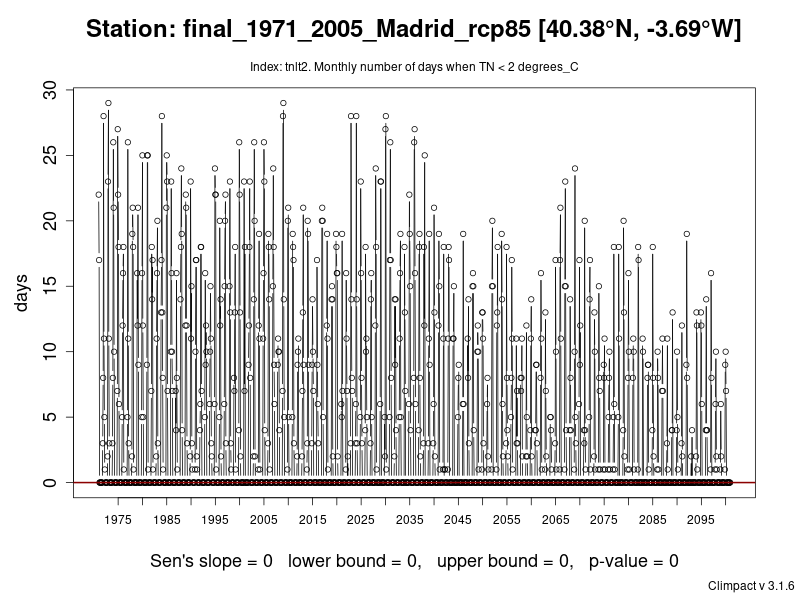 Station: final_1971_2005_Madrid_rcp85 [40.38°N, -3.69°W]
Index: tnlt2. Monthly number of days when TN < 2 degrees_C
days
30
25
20
15
10
5
0
1975 1985 1995 2005 2015 2025 2035 2045 2055 2065 2075 2085 2095
Sen's slope = 0 lower bound = 0, upper bound = 0, p-value = 0
Climpact v 3.1.6